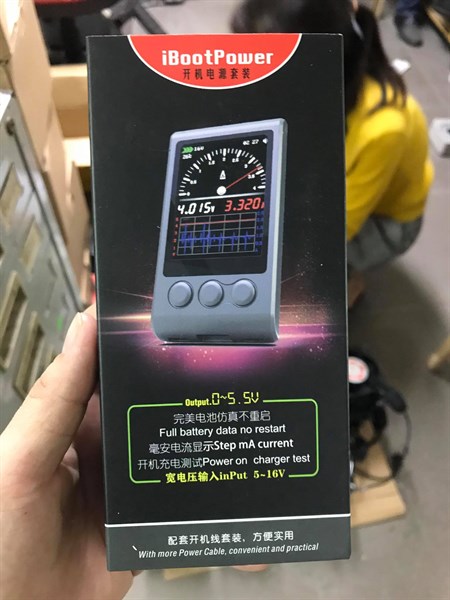 iBootPower
开机电源套装
4.015v 3.320
Output:0~5.5V
完美电池仿真不重启
Full battery data no restart
毫安电流显示Step mA current
开机充电测试Power on charger test
宽电压输入inPut 5~16V
配套开机线套装，方便实用
With more Power Cable, convenient and practical